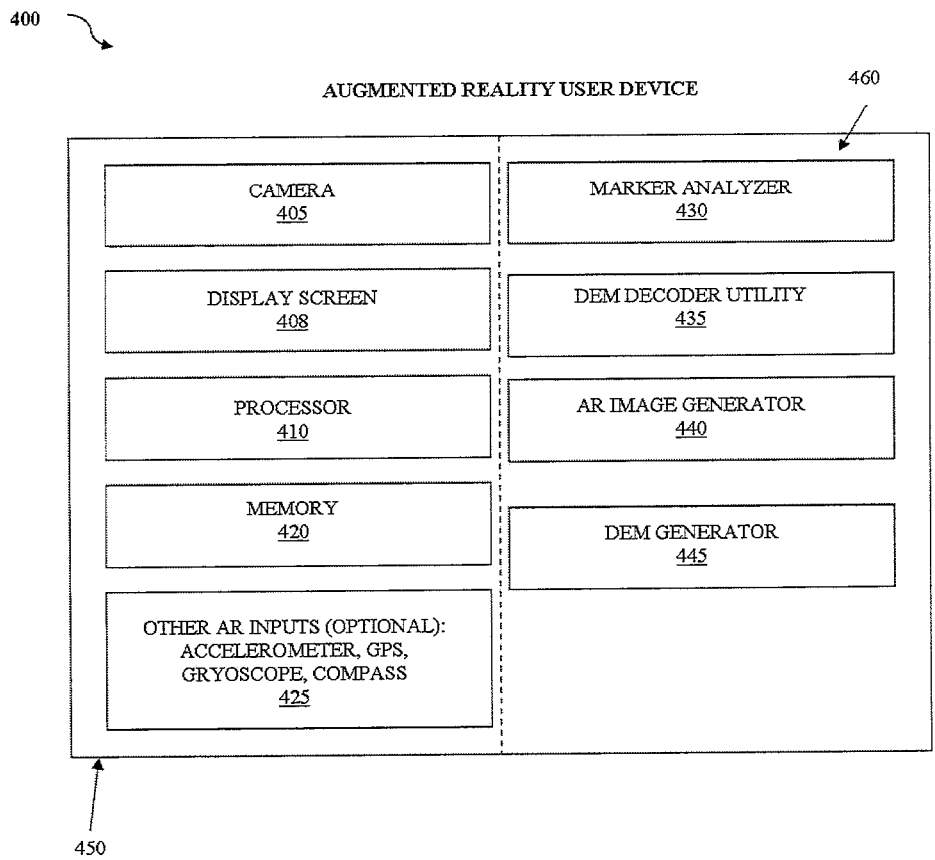 400
AUGMENTED REALITY USER DEVICE
460
CAMERA
405
DISPLAY SCREEN
408
PROCESSOR
410
MEMORY
420
OTHER AR INPUTS (OPTIONAL):
ACCELEROMETER, GPS,
GRYOSCOPE, COMPASS
425
MARKER ANALYZER
430
DEM DECODER UTILITY
435
AR IMAGE GENERATOR
440
DEM GENERATOR
445
450